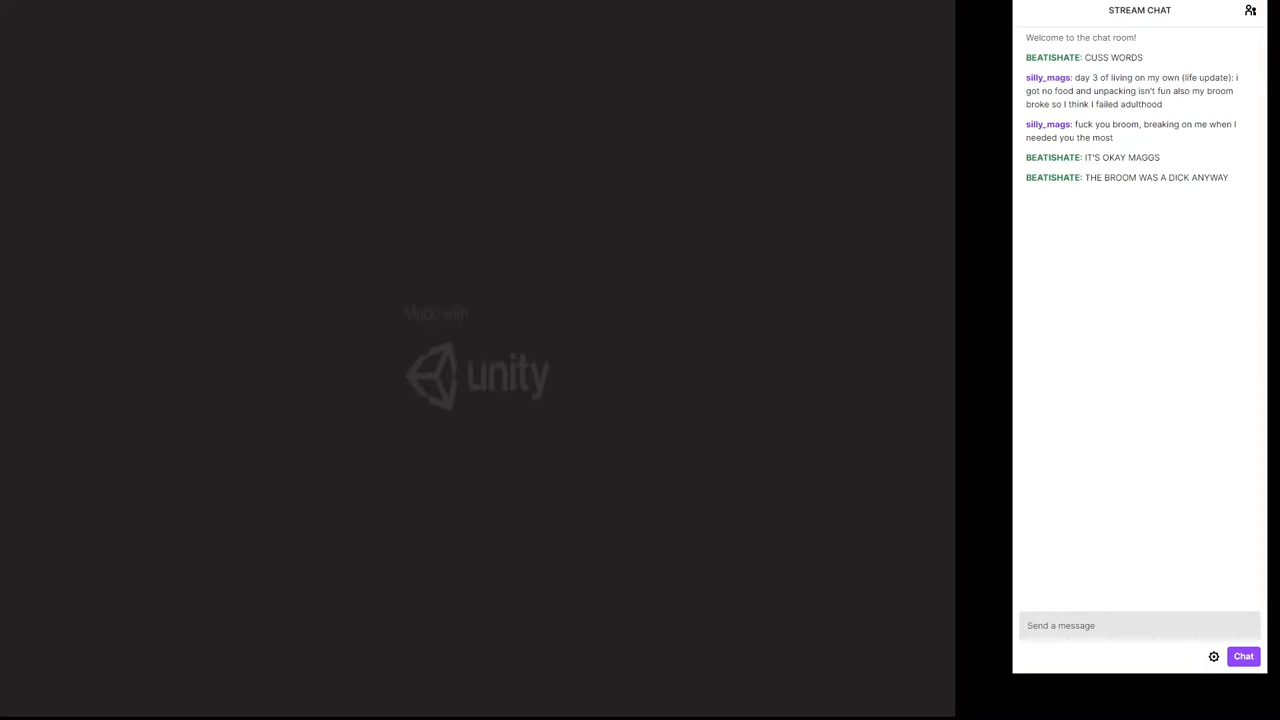 STREAM CHAT
Welcome to the chat room!
BEATISHATE: CUSS WORDS
silly_mags: day 3 of living on my own (life update): i
got no food and unpacking isn't fun also my broom
broke so I think I failed adulthood
silly_mags: fuck you broom, breaking on me when I
needed you the most
BEATISHATE: IT'S OKAY MAGGS
BEATISHATE: THE BROOM WAS A DICK ANYWAY
Made with
unity
Send a message
Chat